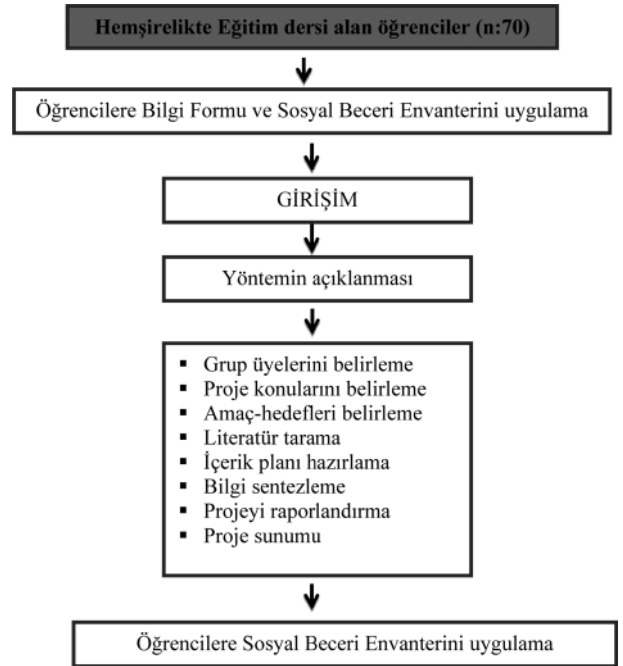 Hemşirelikte Eğitim dersi alan öğrenciler (n:70)
Öğrencilere Bilgi Formu ve Sosyal Beceri Envanterini uygulama
GİRİŞİM
Yöntemin açıklanması
▪ Grup üyelerini belirleme
▪ Proje konularını belirleme
▪ Amaç-hedefleri belirleme
▪ Literatür tarama
▪ İçerik planı hazırlama
▪ Bilgi sentezleme
▪ Projeyi raporlandırma
▪ Proje sunumu
Öğrencilere Sosyal Beceri Envanterini uygulama